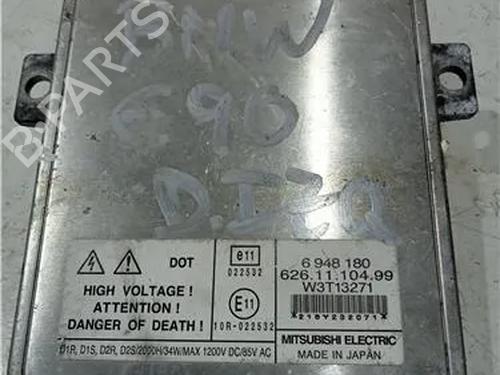 BMW
E90
D.IZQ
B-PARTS
DOT
HIGH VOLTAGE !
ATTENTION !
DANGER OF DEATH !
e11
022532
E11
10R-022532
6 948 180
626.11.104.99
W3T13271
*218Y232071*
D1R, D1S, D2R, D2S/2000H/34W/MAX 1200V DC/85V AC
MITSUBISHI ELECTRIC
MADE IN JAPAN